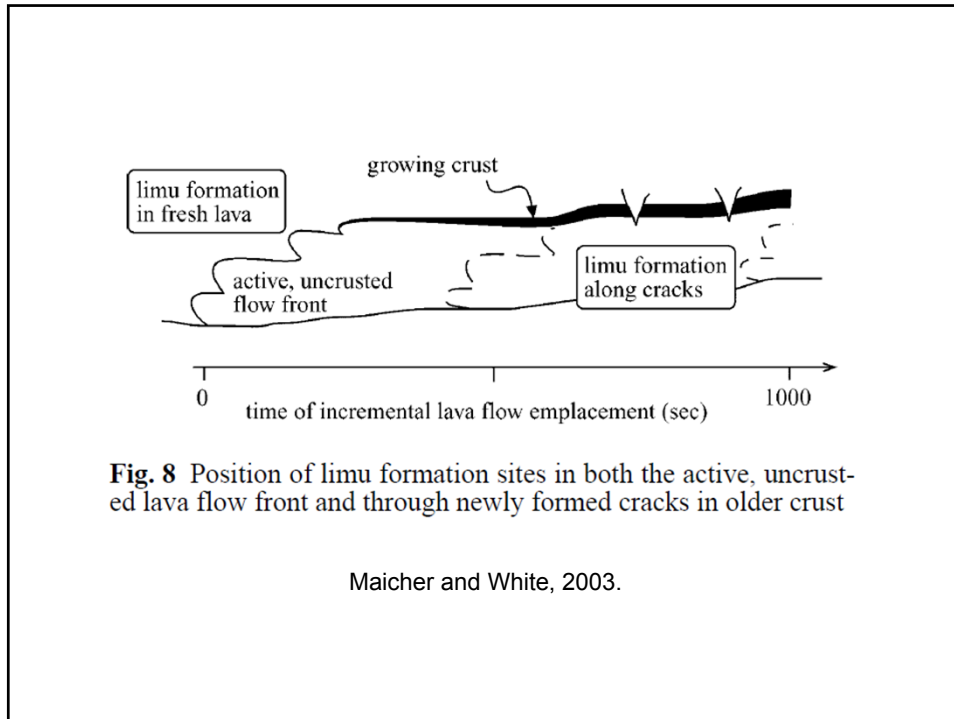 growing crust
limu formation
in fresh lava
active, uncrusted
flow front
limu formation
along cracks
0
1000
time of incremental lava flow emplacement (sec)
Fig. 8 Position of limu formation sites in both the active, uncrust-
ed lava flow front and through newly formed cracks in older crust
Maicher and White, 2003.